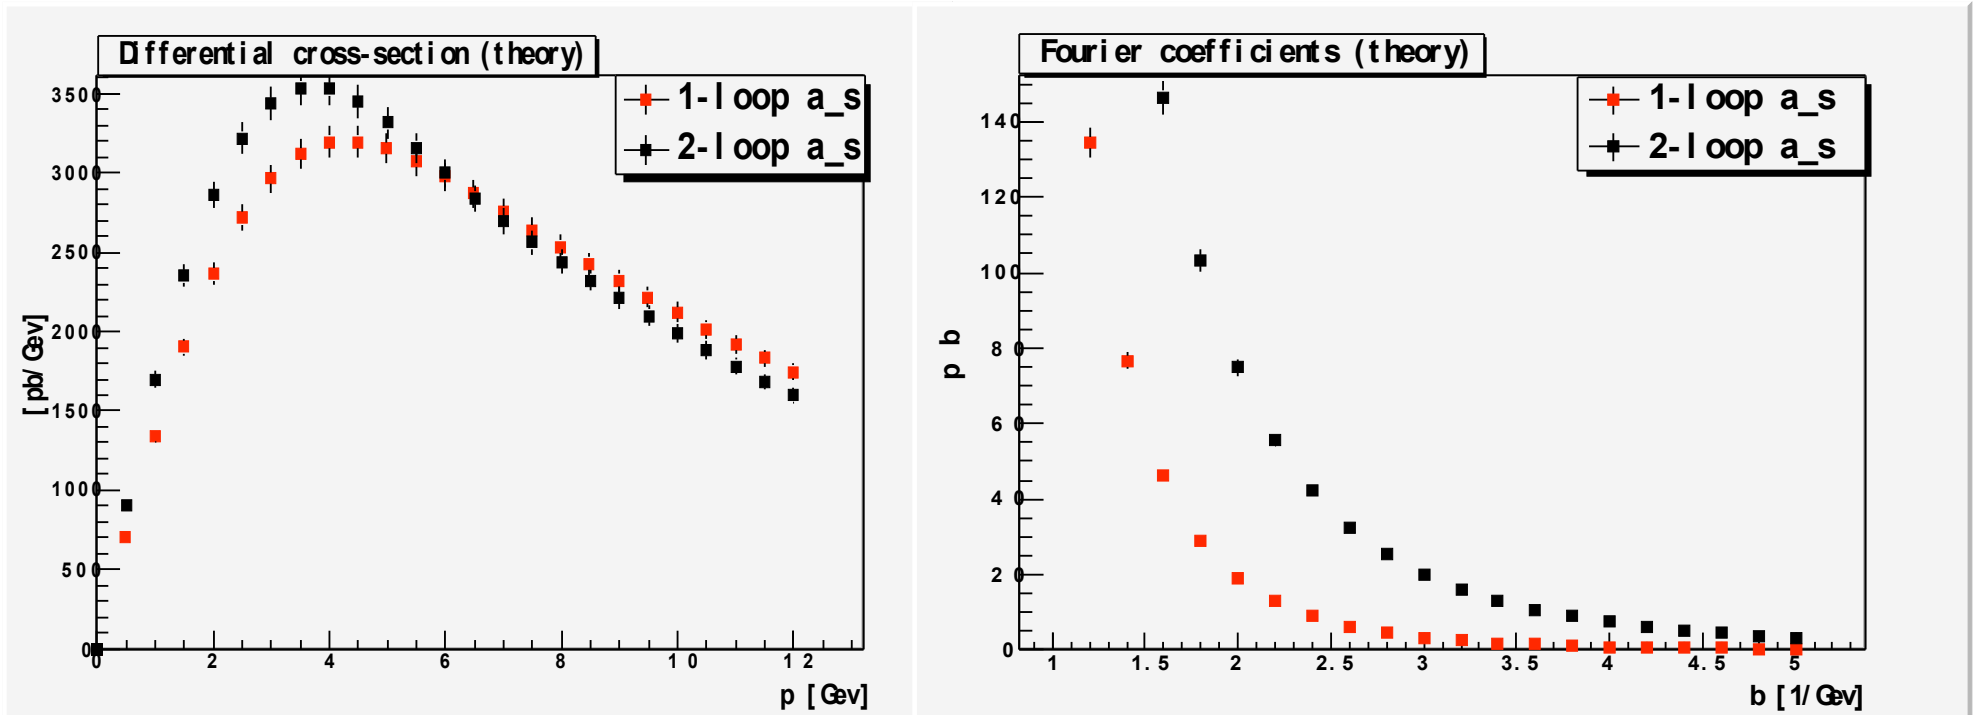 Differential cross-section (theory)
1-loop a_s
2-loop a_s
3500
3000
2500
2000
1500
1000
500
0
[pb/Gev]
0 2 4 6 8 10 12
p [Gev]
Fourier coefficients (theory)
1-loop a_s
2-loop a_s
140
120
100
80
60
40
20
0
p b
1 1.5 2 2.5 3 3.5 4 4.5 5
b [1/Gev]